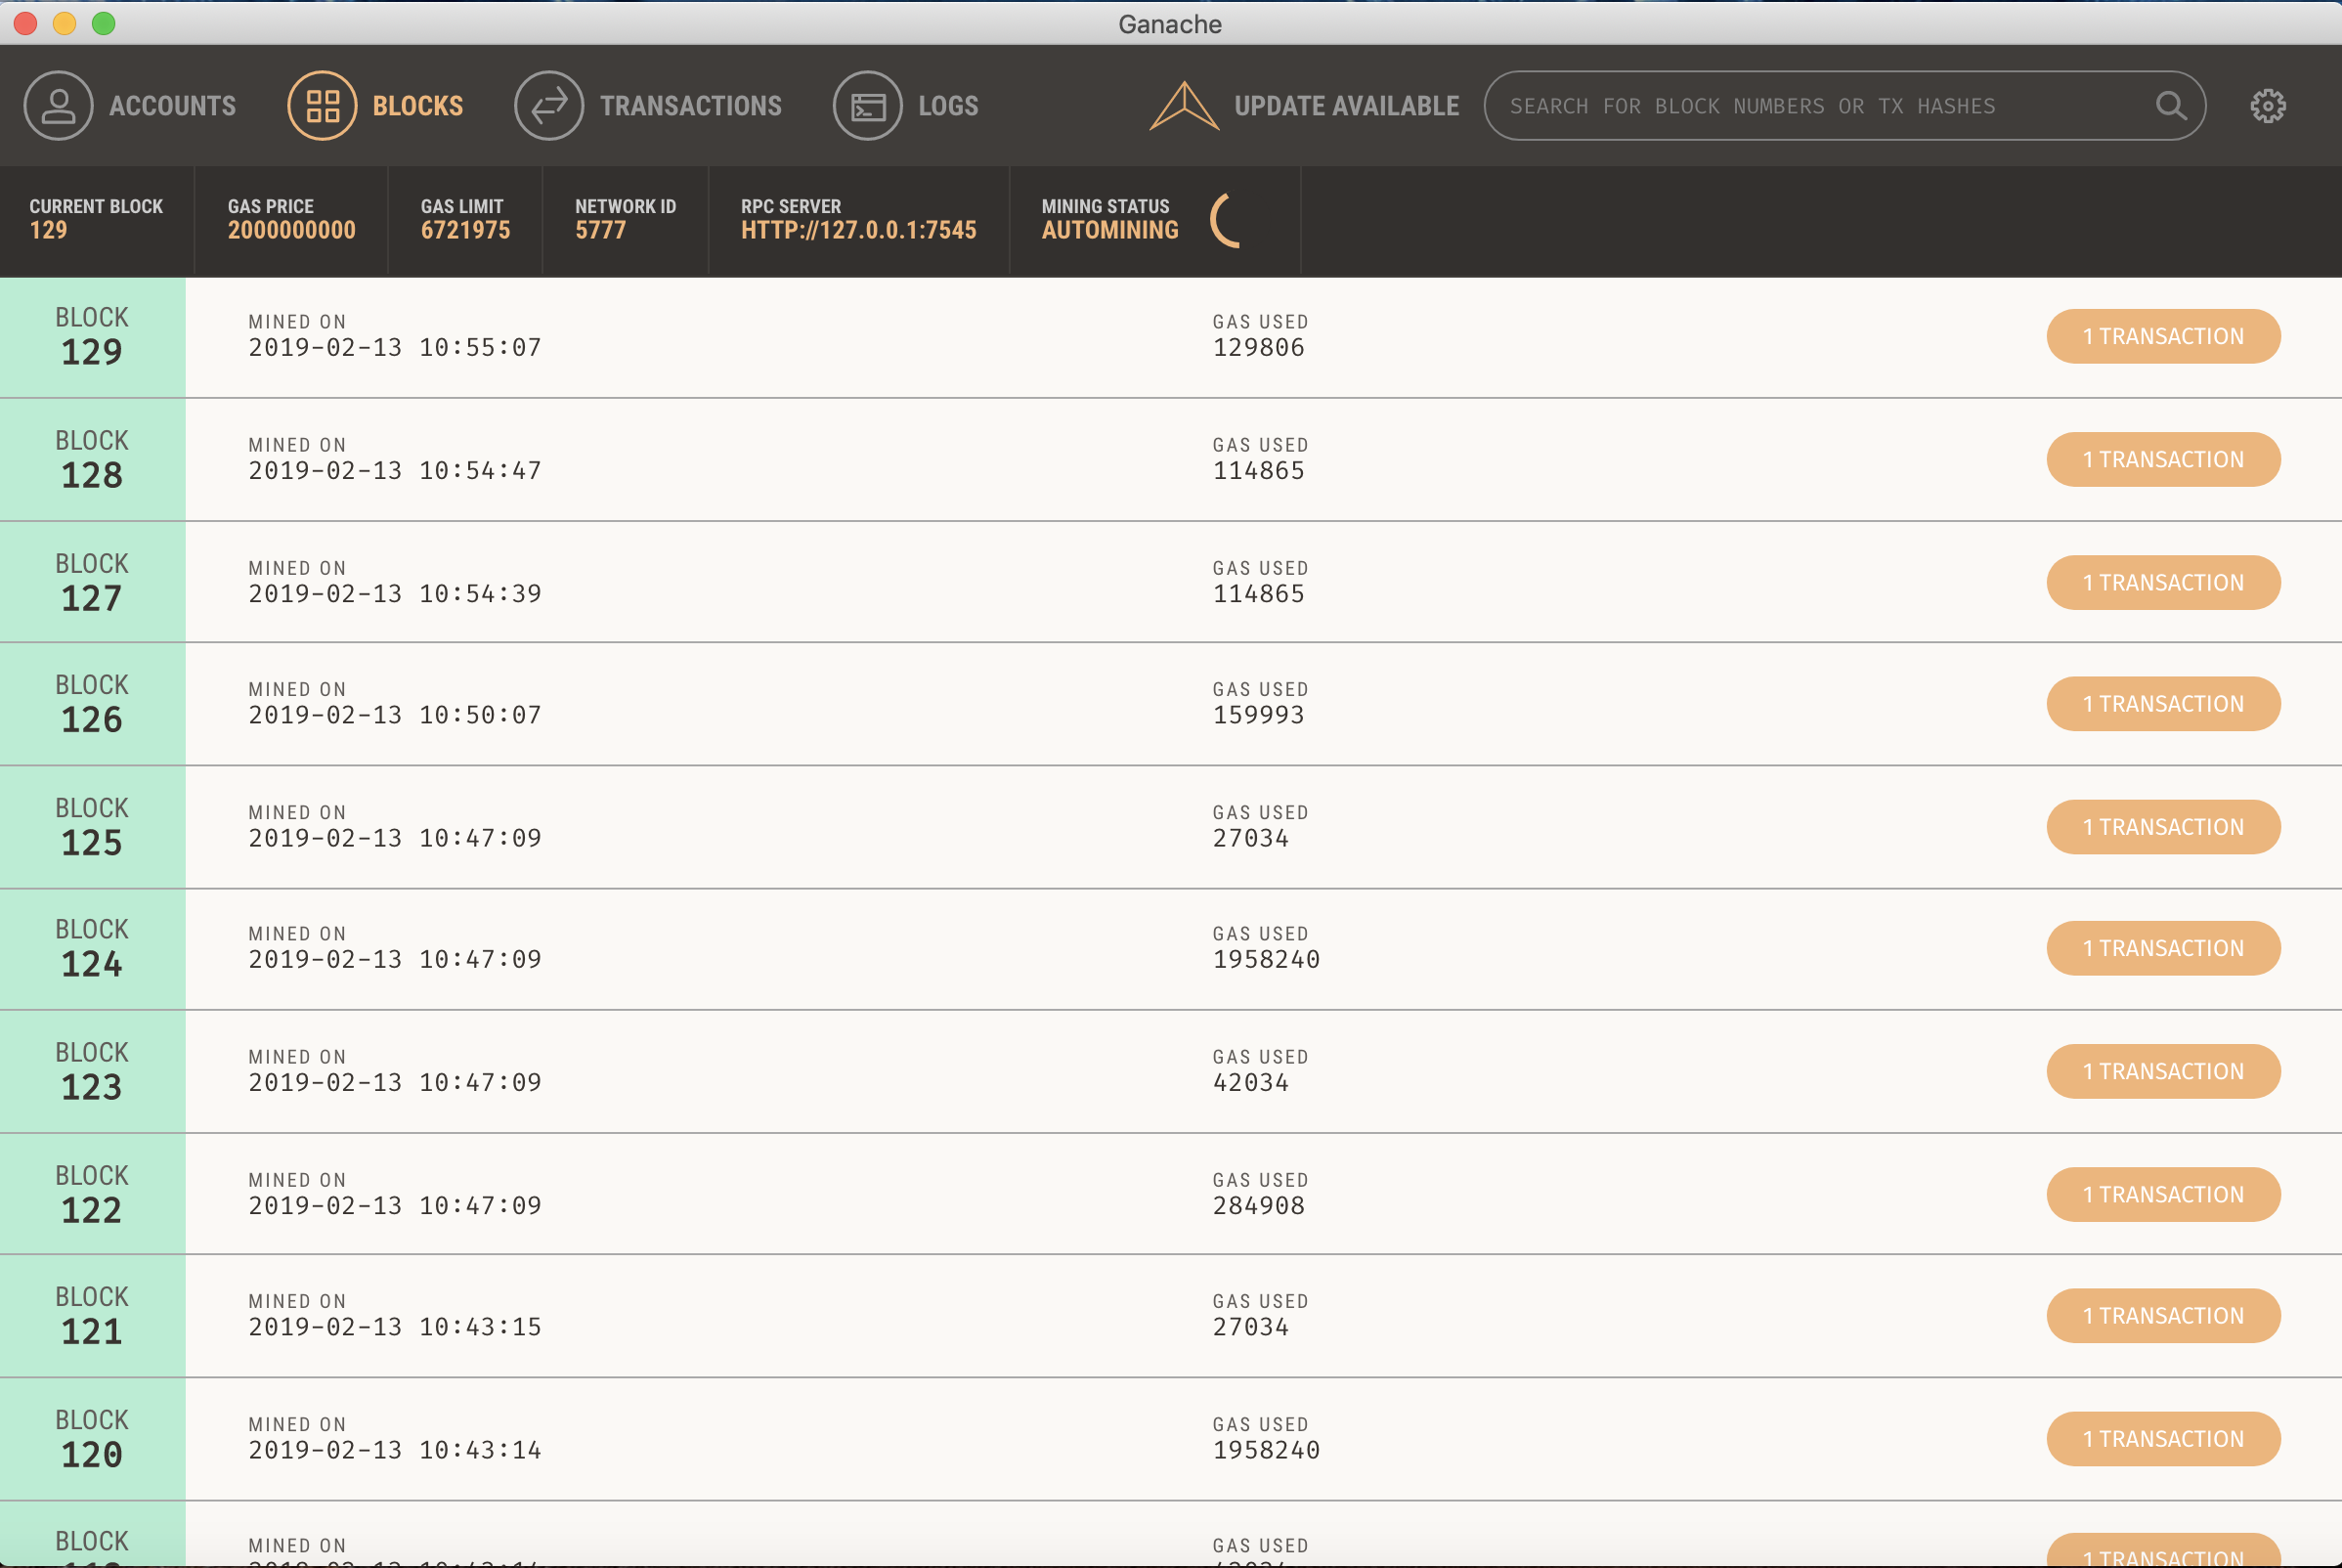 Ganache
ACCOUNTS BLOCKS TRANSACTIONS LOGS UPDATE AVAILABLE SEARCH FOR BLOCK NUMBERS OR TX HASHES
CURRENT BLOCK GAS PRICE GAS LIMIT NETWORK ID RPC SERVER MINING STATUS
129 2000000000 6721975 5777 HTTP://127.0.0.1:7545 AUTOMINING
BLOCK MINED ON GAS USED
129 2019-02-13 10:55:07 129806 1 TRANSACTION
BLOCK MINED ON GAS USED
128 2019-02-13 10:54:47 114865 1 TRANSACTION
BLOCK MINED ON GAS USED
127 2019-02-13 10:54:39 114865 1 TRANSACTION
BLOCK MINED ON GAS USED
126 2019-02-13 10:50:07 159993 1 TRANSACTION
BLOCK MINED ON GAS USED
125 2019-02-13 10:47:09 27034 1 TRANSACTION
BLOCK MINED ON GAS USED
124 2019-02-13 10:47:09 1958240 1 TRANSACTION
BLOCK MINED ON GAS USED
123 2019-02-13 10:47:09 42034 1 TRANSACTION
BLOCK MINED ON GAS USED
122 2019-02-13 10:47:09 284908 1 TRANSACTION
BLOCK MINED ON GAS USED
121 2019-02-13 10:43:15 27034 1 TRANSACTION
BLOCK MINED ON GAS USED
120 2019-02-13 10:43:14 1958240 1 TRANSACTION
BLOCK MINED ON GAS USED
1 TRANSACTION